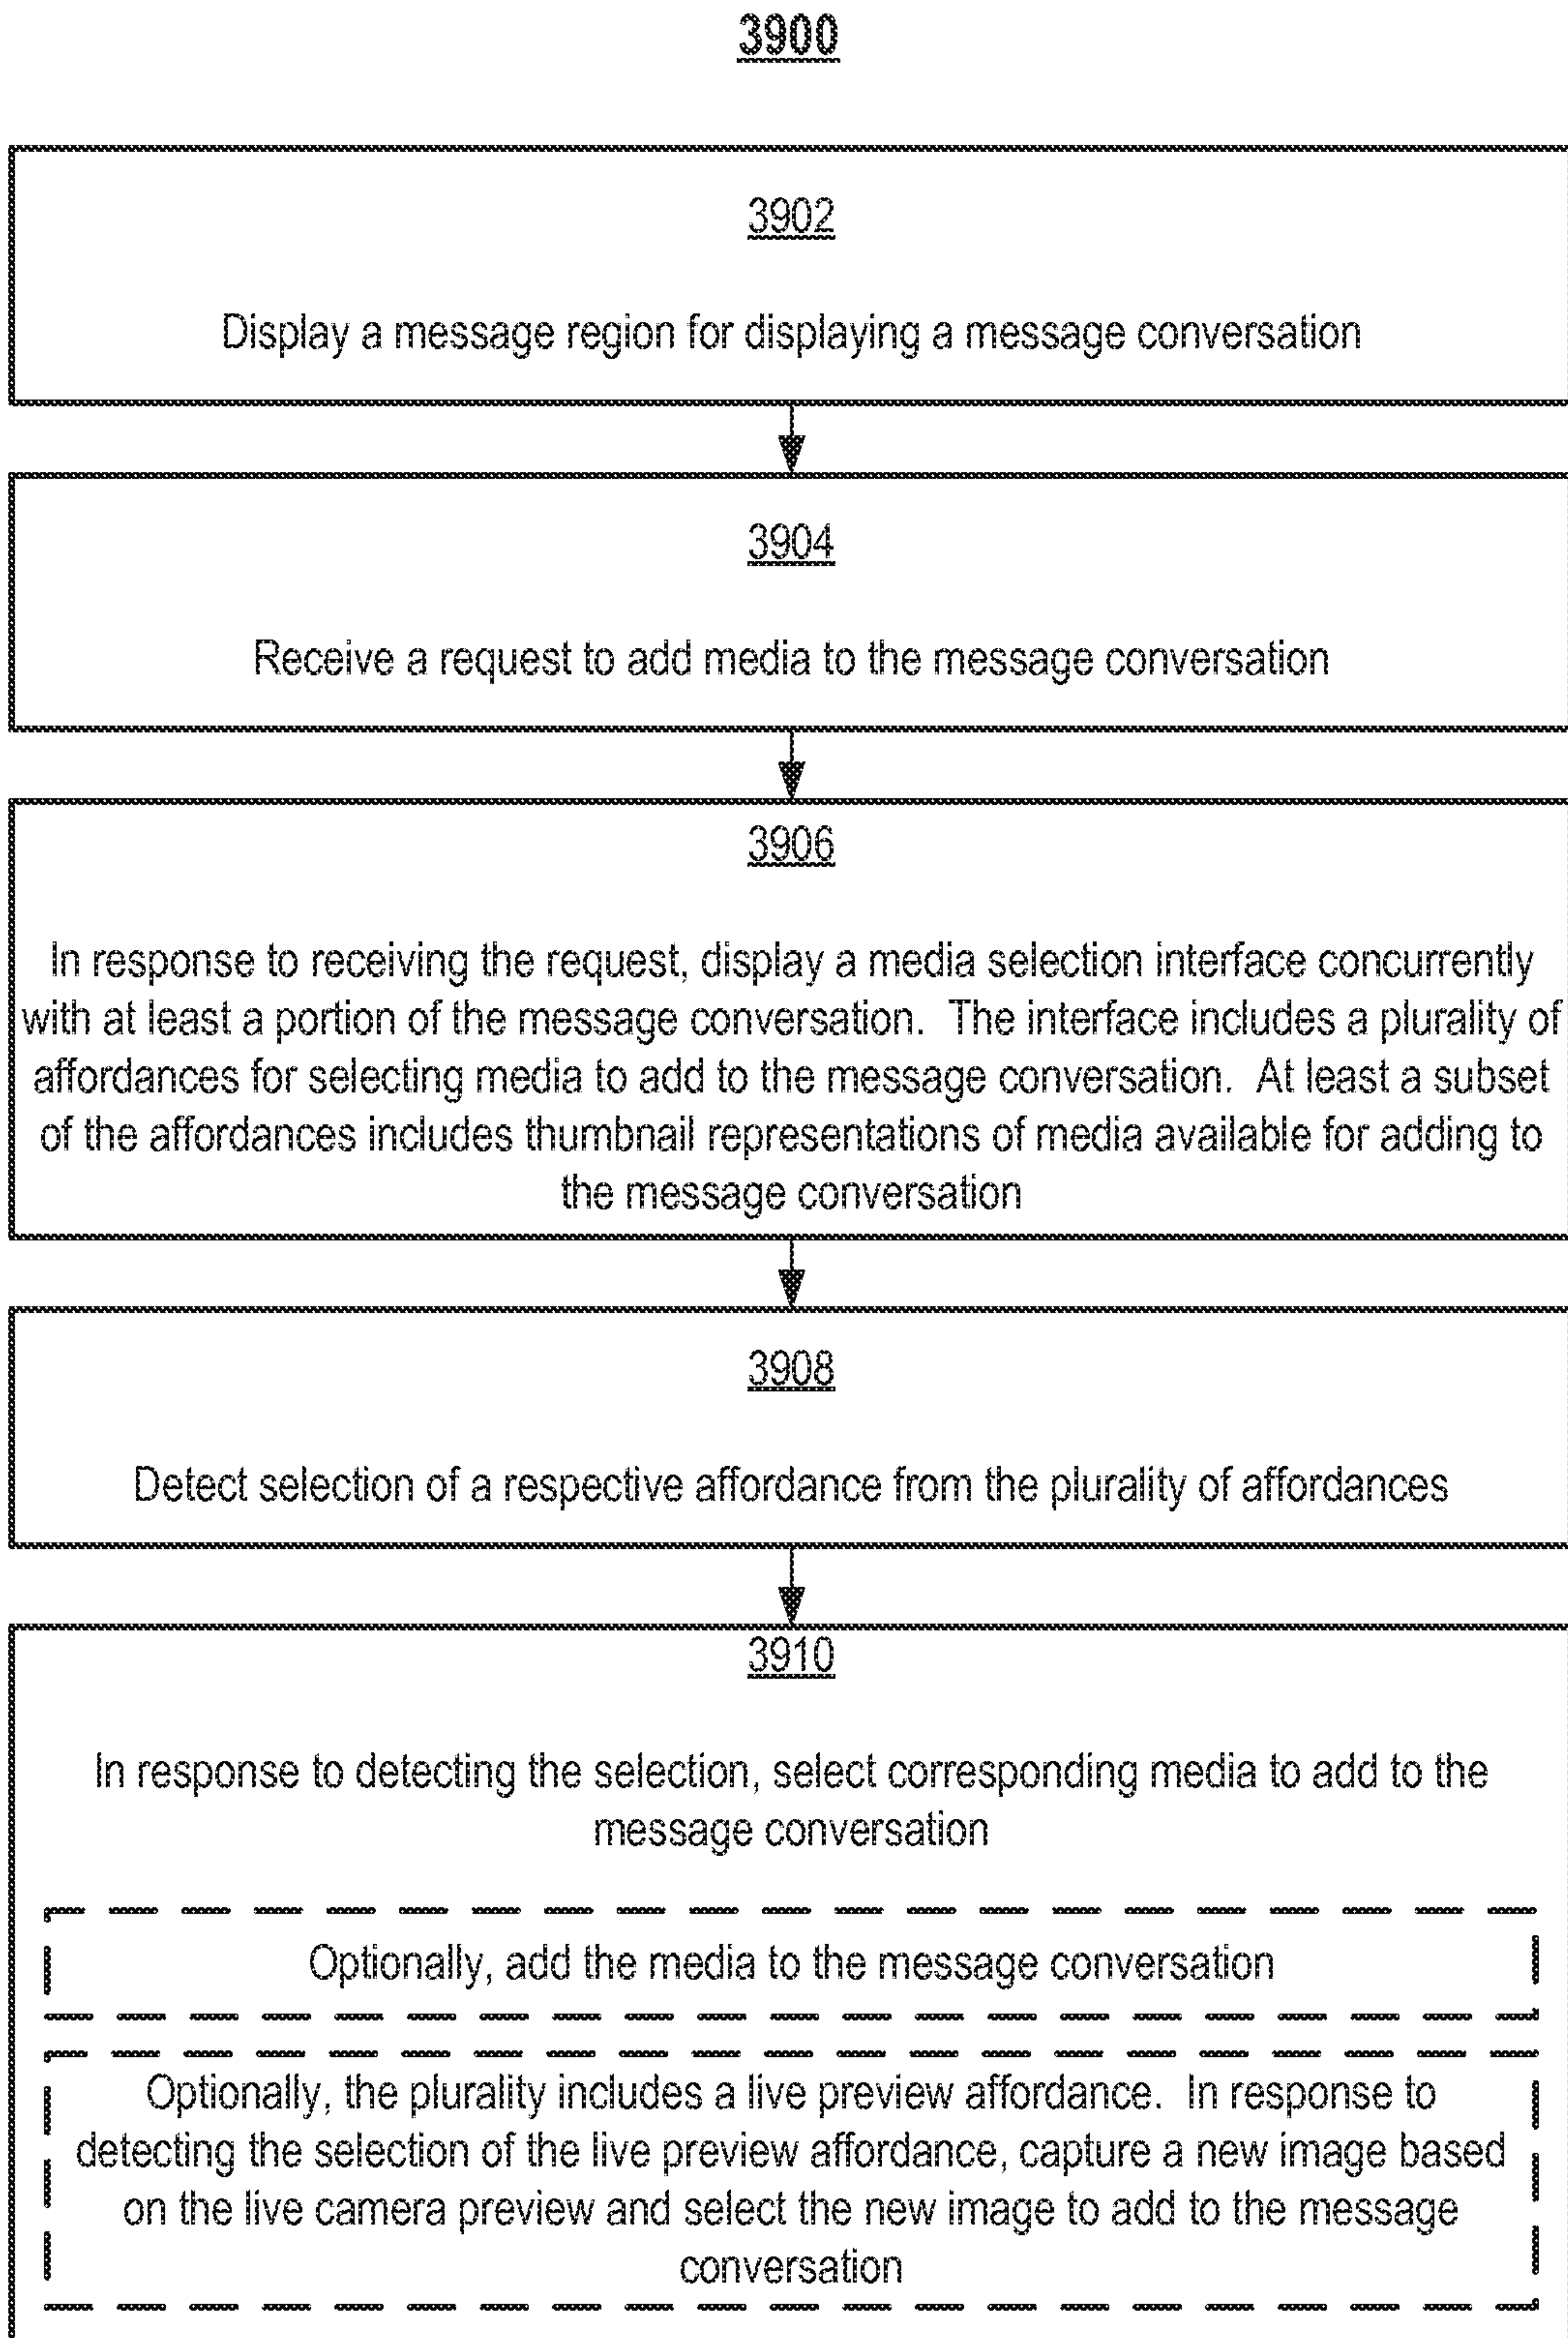 3900
3902
Display a message region for displaying a message conversation
3904
Receive a request to add media to the message conversation
3906
In response to receiving the request, display a media selection interface concurrently
with at least a portion of the message conversation. The interface includes a plurality of
affordances for selecting media to add to the message conversation. At least a subset
of the affordances includes thumbnail representations of media available for adding to
the message conversation
3908
Detect selection of a respective affordance from the plurality of affordances
3910
In response to detecting the selection, select corresponding media to add to the
message conversation
Optionally, add the media to the message conversation
Optionally, the plurality includes a live preview affordance. In response to
detecting the selection of the live preview affordance, capture a new image based
on the live camera preview and select the new image to add to the message
conversation